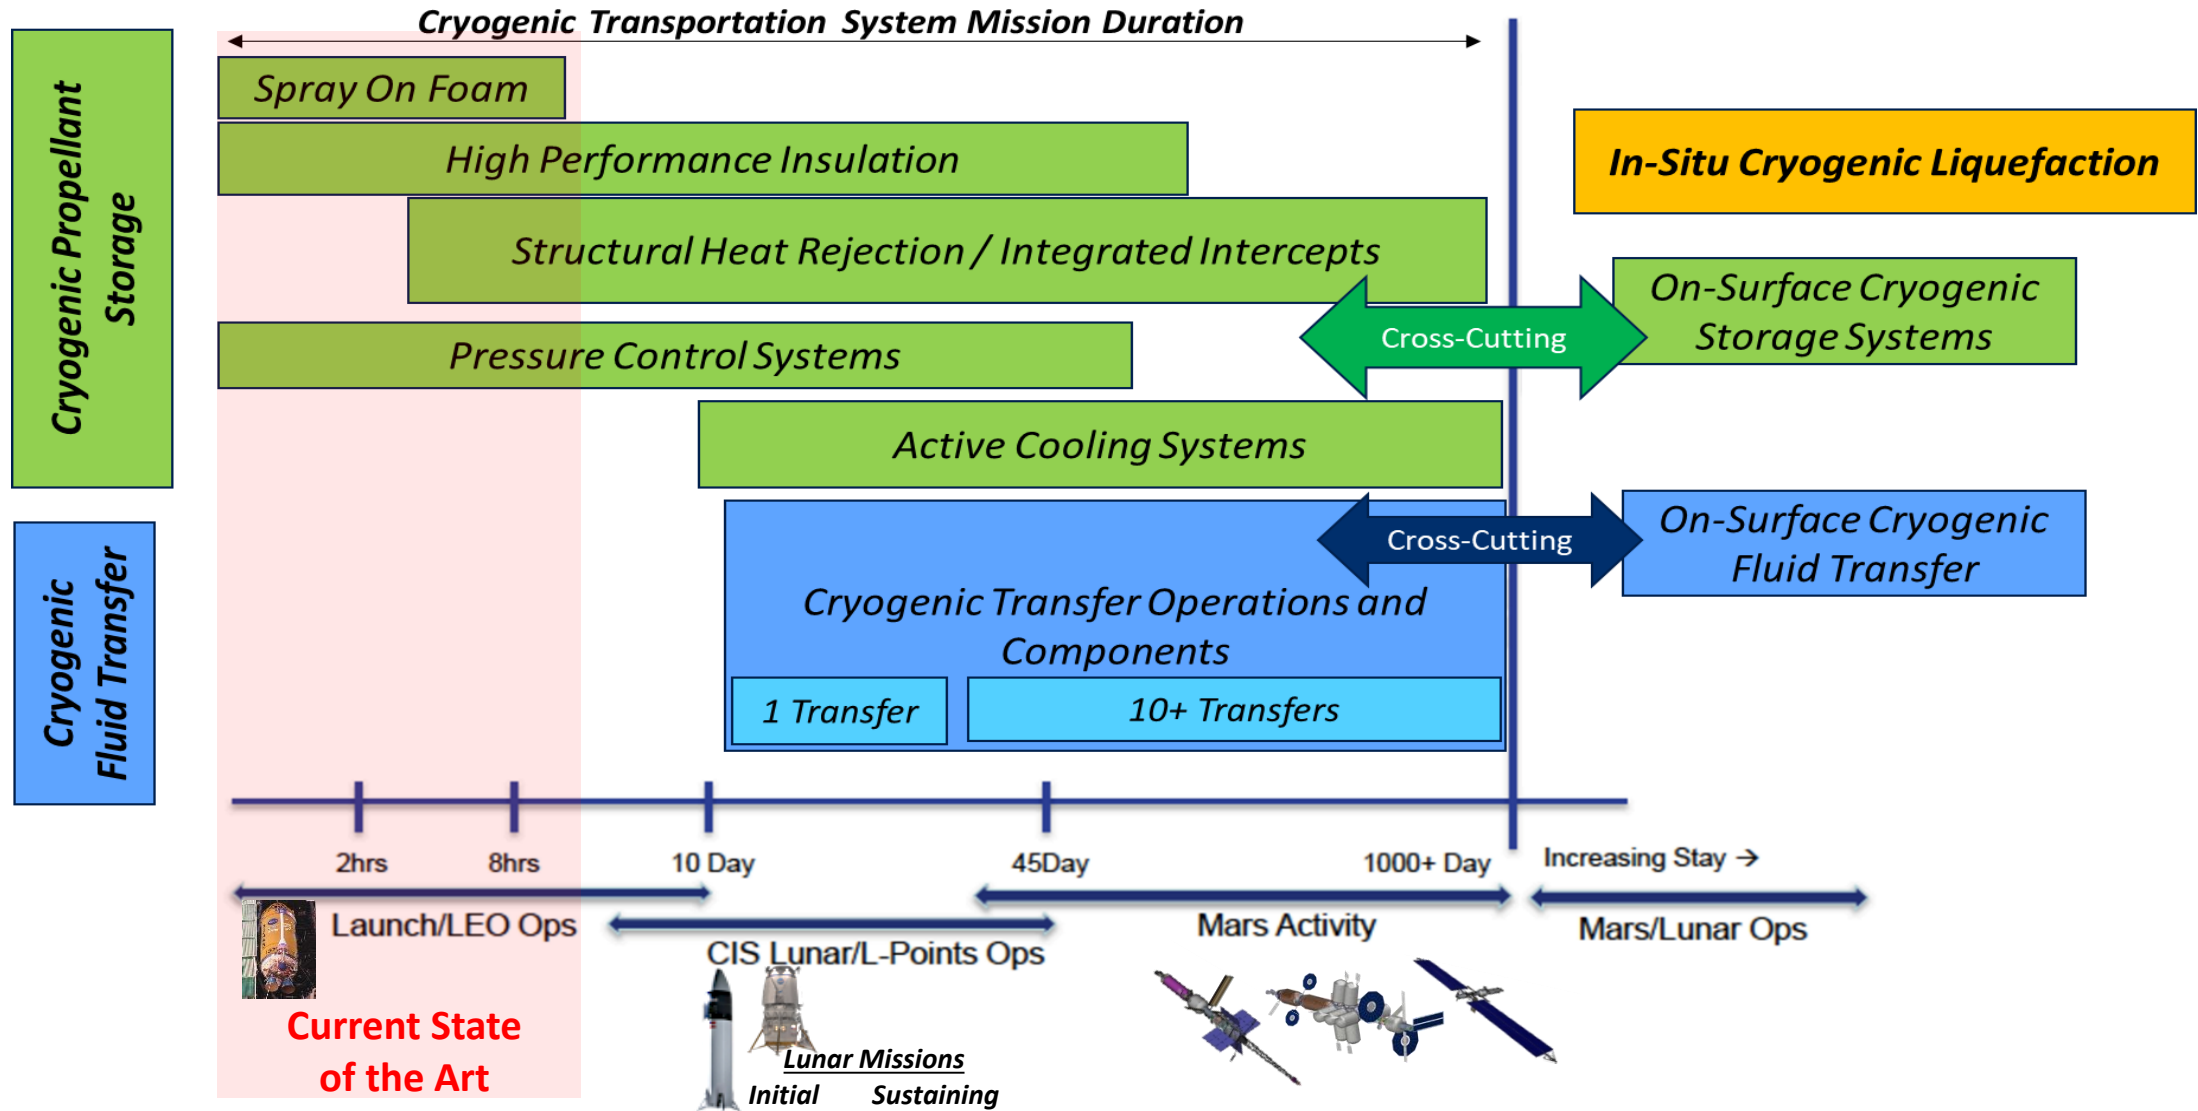 Cryogenic Transportation System Mission Duration
Cryogenic Propellant
Storage
Spray On Foam
High Performance Insulation
Structural Heat Rejection / Integrated Intercepts
Pressure Control Systems
Active Cooling Systems
In-Situ Cryogenic Liquefaction
On-Surface Cryogenic
Storage Systems
Cross-Cutting
Cryogenic
Fluid Transfer
Cryogenic Transfer Operations and
Components
1 Transfer
10+ Transfers
Cross-Cutting
On-Surface Cryogenic
Fluid Transfer
2hrs
8hrs
10 Day
45Day
1000+ Day
Increasing Stay →
Launch/LEO Ops
CIS Lunar/L-Points Ops
Mars Activity
Mars/Lunar Ops
Current State
of the Art
Lunar Missions
Initial
Sustaining